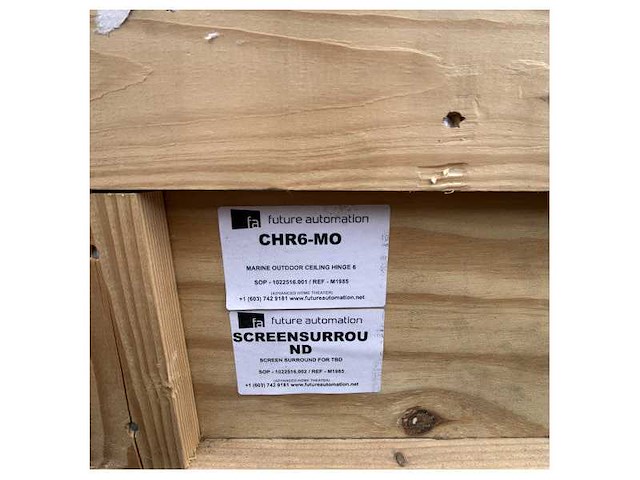 fa future automation
CHR6-MO
MARINE OUTDOOR CEILING HINGE 6
SOP - 1022516.001 / REF - M1985
(ADVANCED HOME THEATER)
+1 (603) 742 9181 www.futureautomation.net
fa future automation
SCREENSURROU
ND
SCREEN SURROUND FOR TBD
SOP - 1022516.002 / REF - M1985
(ADVANCED HOME THEATER)
+1 (603) 742 9181 www.futureautomation.net